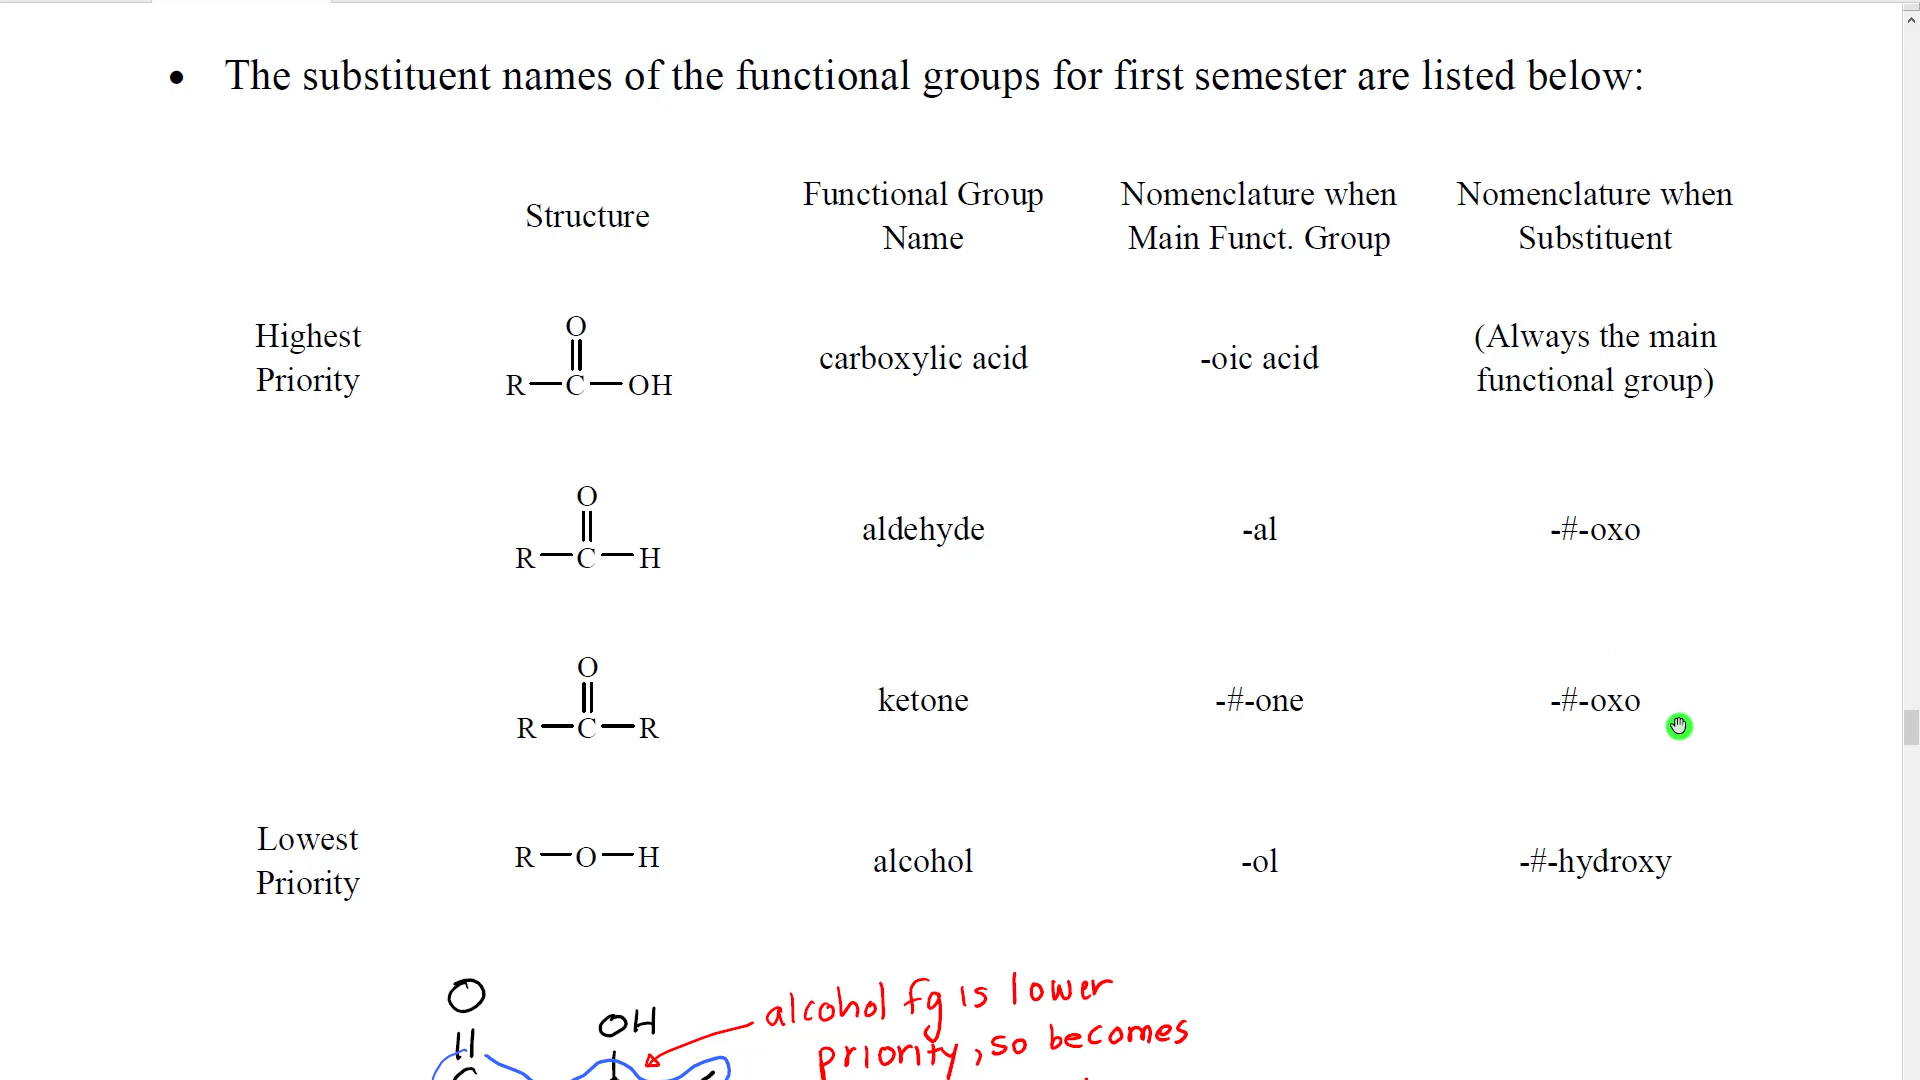 • The substituent names of the functional groups for first semester are listed below:
Structure
Functional Group
Name
Nomenclature when
Main Funct. Group
Nomenclature when
Substituent
Highest
Priority
O
R—C—OH
carboxylic acid
-oic acid
(Always the main
functional group)
O
R—C—H
aldehyde
-al
-#-oxo
O
R—C—R
ketone
-#-one
-#-oxo
Lowest
Priority
R—O—H
alcohol
-ol
-#-hydroxy
O
OH
C
alcohol fg is lower
priority, so becomes